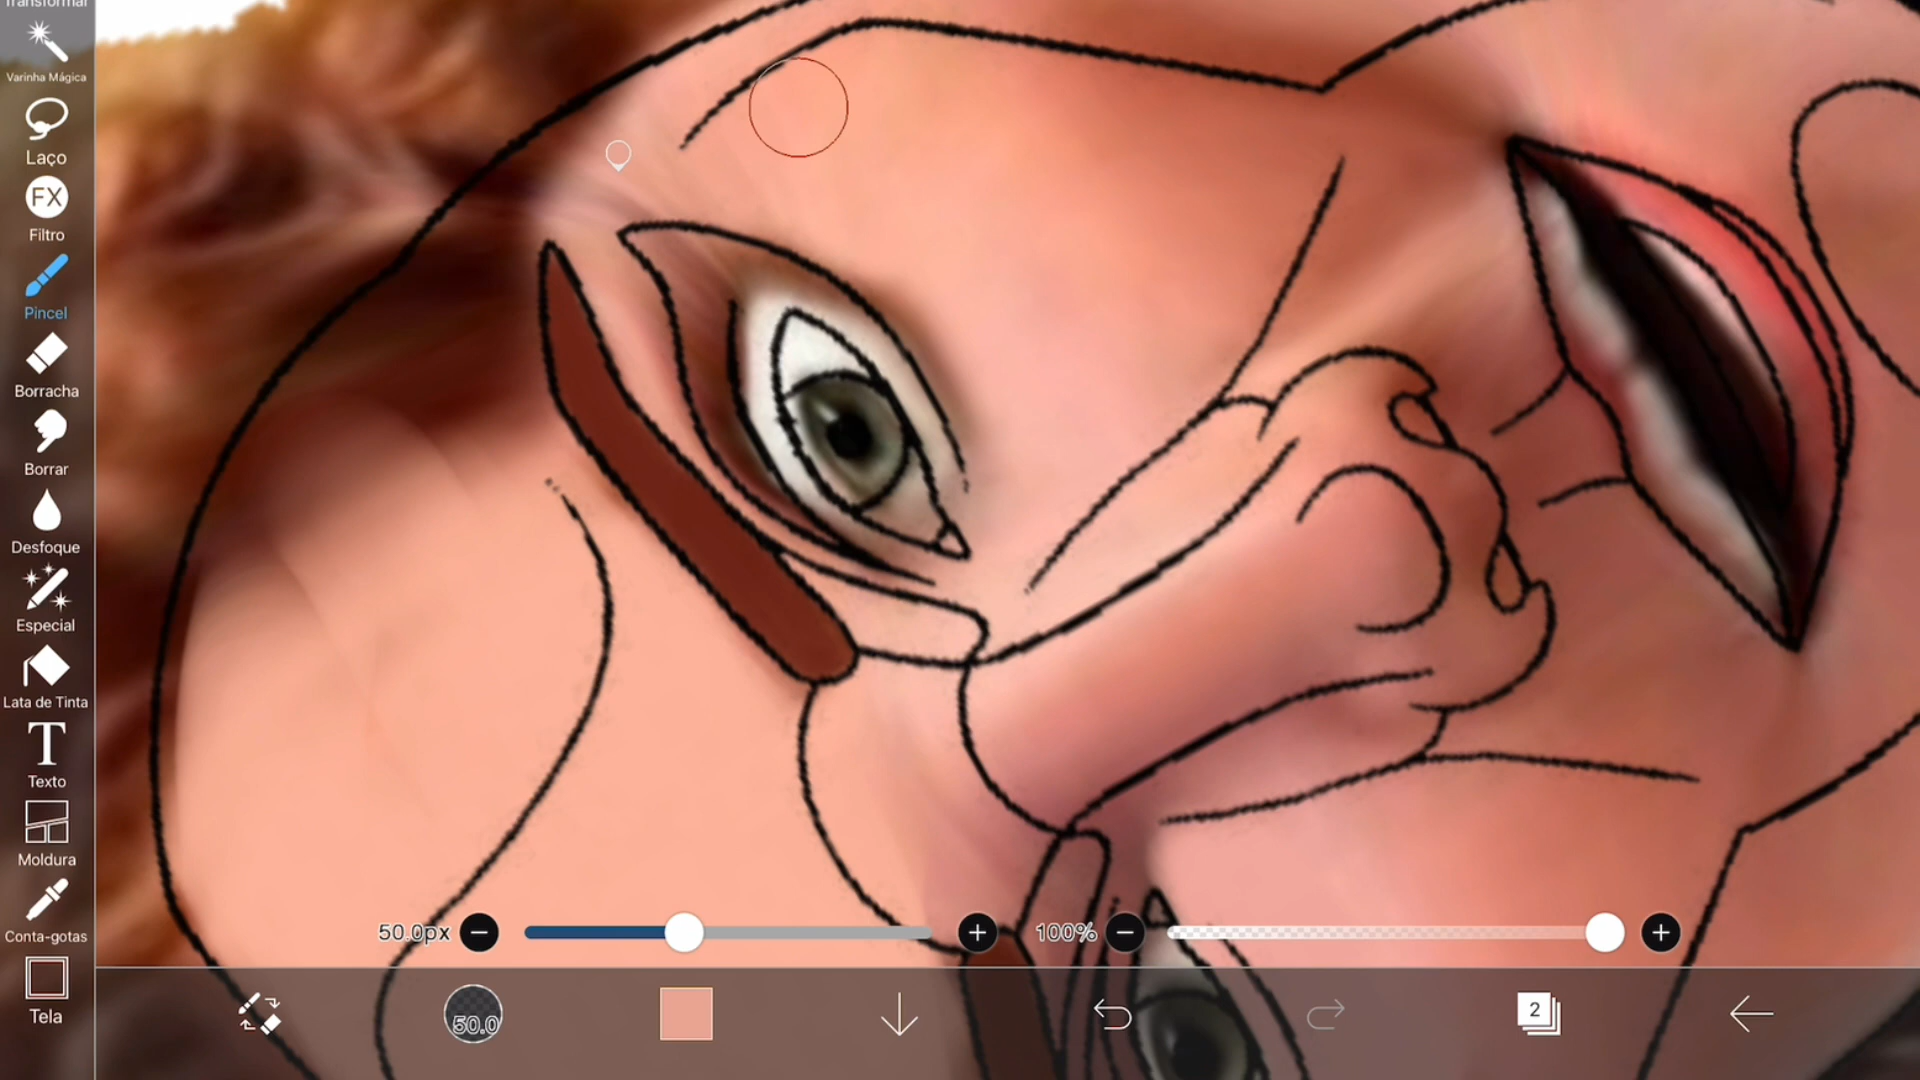 Transformar
Varinha Mágica
Laço
FX
Filtro
Pincel
Borracha
Borrar
Desfoque
Especial
Lata de Tinta
T
Texto
Moldura
Conta-gotas
Tela
50.0px
100%
50.0
2